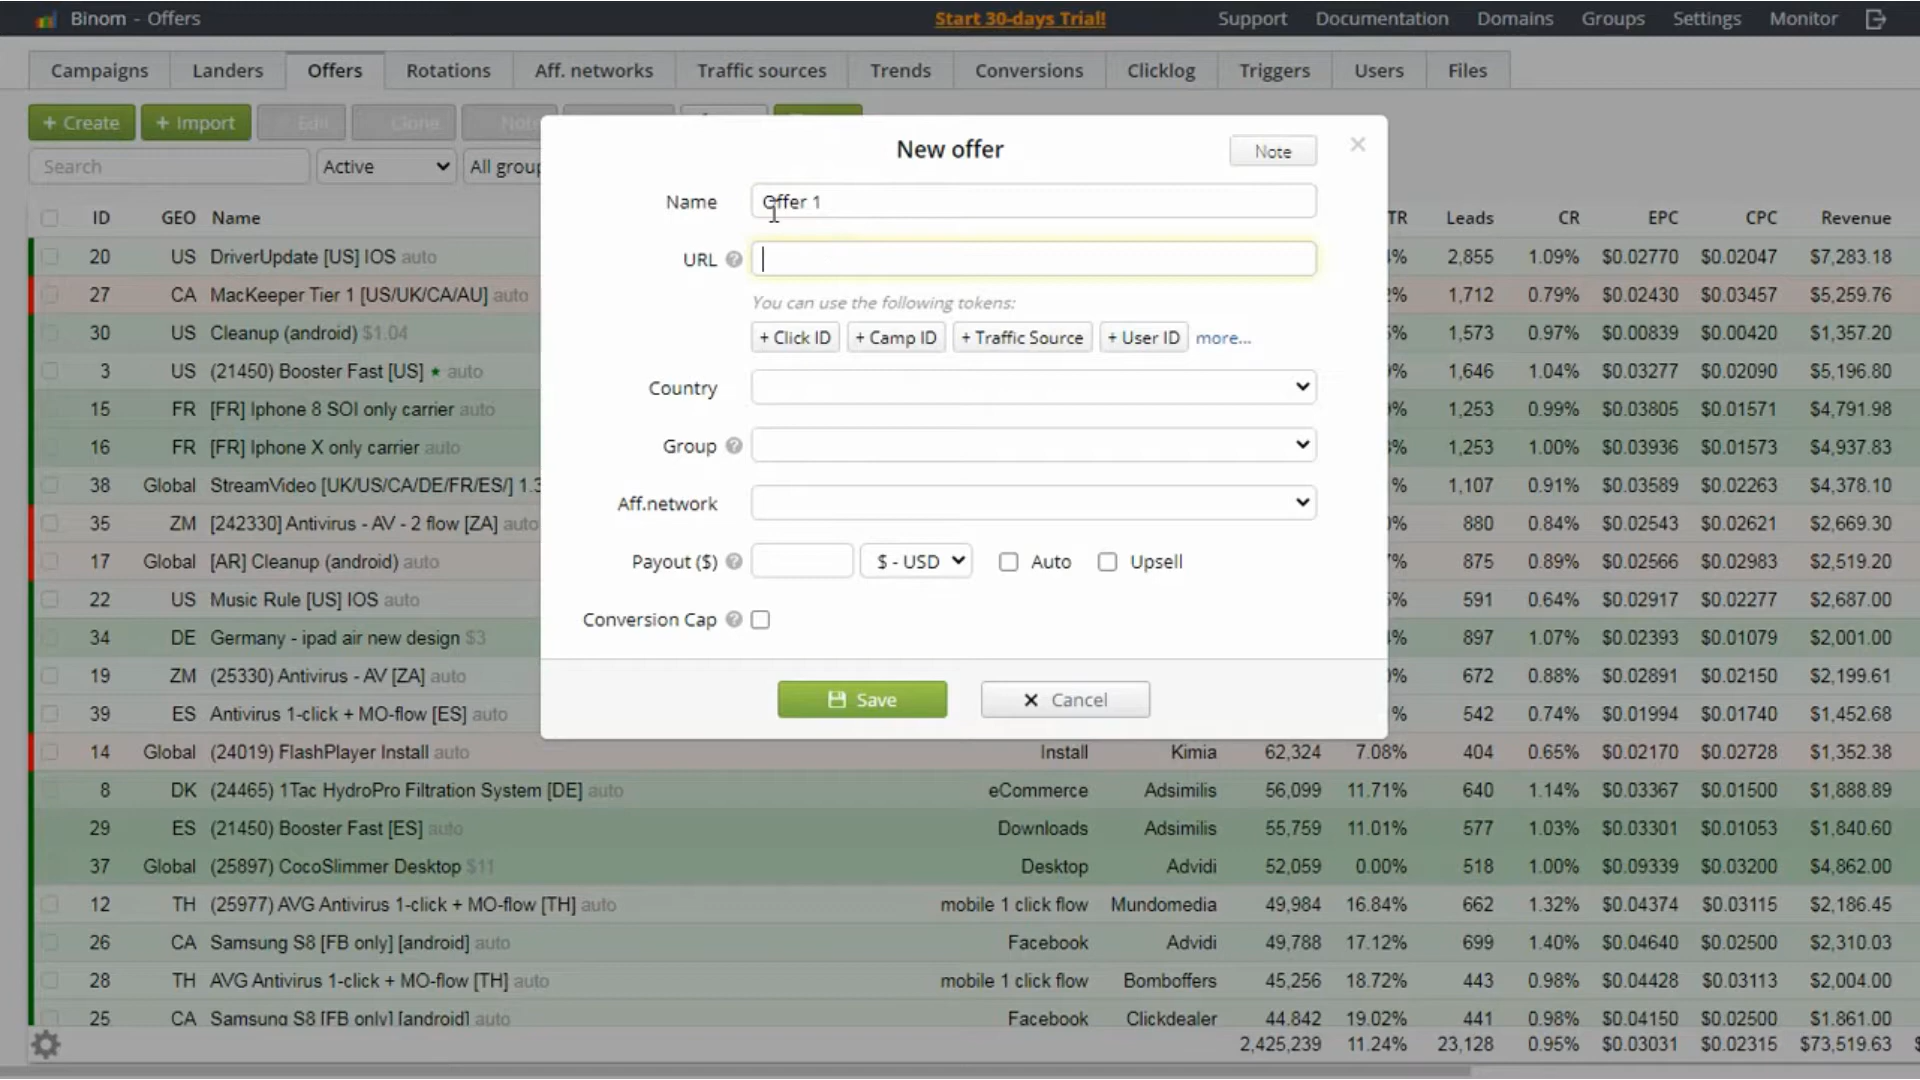 Binom - Offers
Start 30-days Trial!
Support Documentation Domains Groups Settings Monitor
Campaigns Landers Offers Rotations Aff. networks Traffic sources Trends Conversions Clicklog Triggers Users Files
+ Create + Import Edit Clone Note
Search Active All group
New offer Note
Name Offer 1
URL
You can use the following tokens:
+ Click ID + Camp ID + Traffic Source + User ID more...
Country
Group
Aff.network
Payout ($) $ - USD Auto Upsell
Conversion Cap
Save Cancel
ID GEO Name TR Leads CR EPC CPC Revenue
20 US DriverUpdate [US] IOS auto % 2,855 1.09% $0.02770 $0.02047 $7,283.18
27 CA MacKeeper Tier 1 [US/UK/CA/AU] auto % 1,712 0.79% $0.02430 $0.03457 $5,259.76
30 US Cleanup (android) $1.04 % 1,573 0.97% $0.00839 $0.00420 $1,357.20
3 US (21450) Booster Fast [US] ★ auto % 1,646 1.04% $0.03277 $0.02090 $5,196.80
15 FR [FR] Iphone 8 SOI only carrier auto % 1,253 0.99% $0.03805 $0.01571 $4,791.98
16 FR [FR] Iphone X only carrier auto % 1,253 1.00% $0.03936 $0.01573 $4,937.83
38 Global StreamVideo [UK/US/CA/DE/FR/ES/] 1.3 % 1,107 0.91% $0.03589 $0.02263 $4,378.10
35 ZM [242330] Antivirus - AV - 2 flow [ZA] auto % 880 0.84% $0.02543 $0.02621 $2,669.30
17 Global [AR] Cleanup (android) auto % 875 0.89% $0.02566 $0.02983 $2,519.20
22 US Music Rule [US] IOS auto % 591 0.64% $0.02917 $0.02277 $2,687.00
34 DE Germany - ipad air new design $3 % 897 1.07% $0.02393 $0.01079 $2,001.00
19 ZM (25330) Antivirus - AV [ZA] auto % 672 0.88% $0.02891 $0.02150 $2,199.61
39 ES Antivirus 1-click + MO-flow [ES] auto % 542 0.74% $0.01994 $0.01740 $1,452.68
14 Global (24019) FlashPlayer Install auto Install Kimia 62,324 7.08% 404 0.65% $0.02170 $0.02728 $1,352.38
8 DK (24465) 1Tac HydroPro Filtration System [DE] auto eCommerce Adsimilis 56,099 11.71% 640 1.14% $0.03367 $0.01500 $1,888.89
29 ES (21450) Booster Fast [ES] auto Downloads Adsimilis 55,759 11.01% 577 1.03% $0.03301 $0.01053 $1,840.60
37 Global (25897) CocoSlimmer Desktop $11 Desktop Advidi 52,059 0.00% 518 1.00% $0.09339 $0.03200 $4,862.00
12 TH (25977) AVG Antivirus 1-click + MO-flow [TH] auto mobile 1 click flow Mundomedia 49,984 16.84% 662 1.32% $0.04374 $0.03115 $2,186.45
26 CA Samsung S8 [FB only] [android] auto Facebook Advidi 49,788 17.12% 699 1.40% $0.04640 $0.02500 $2,310.03
28 TH AVG Antivirus 1-click + MO-flow [TH] auto mobile 1 click flow Bomboffers 45,256 18.72% 443 0.98% $0.04428 $0.03113 $2,004.00
25 CA Samsung S8 [FB only] [android] auto Facebook Clickdealer 44,842 19.02% 441 0.98% $0.04150 $0.02500 $1,861.00
2,425,239 11.24% 23,128 0.95% $0.03031 $0.02315 $73,519.63